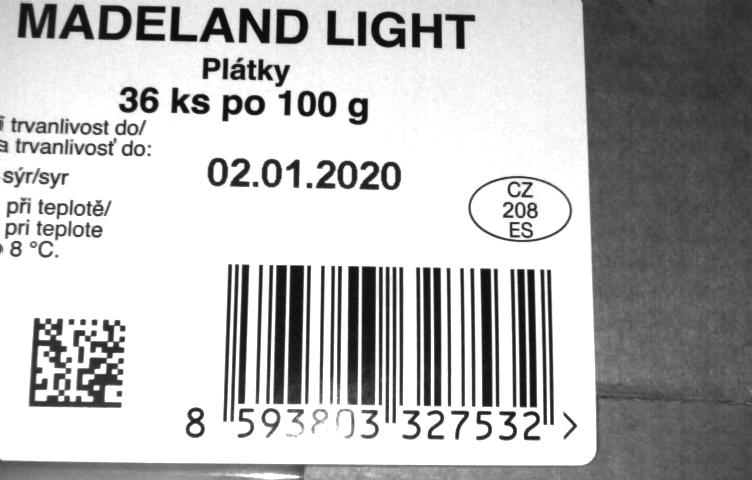 MADELAND LIGHT
Plátky
36 ks po 100 g
trvanlivost do/
trvanlivosť do:
02.01.2020
sýr/syr
při teplotě/
pri teplote
8 °C.
CZ
208
ES
8 593803 327532 >